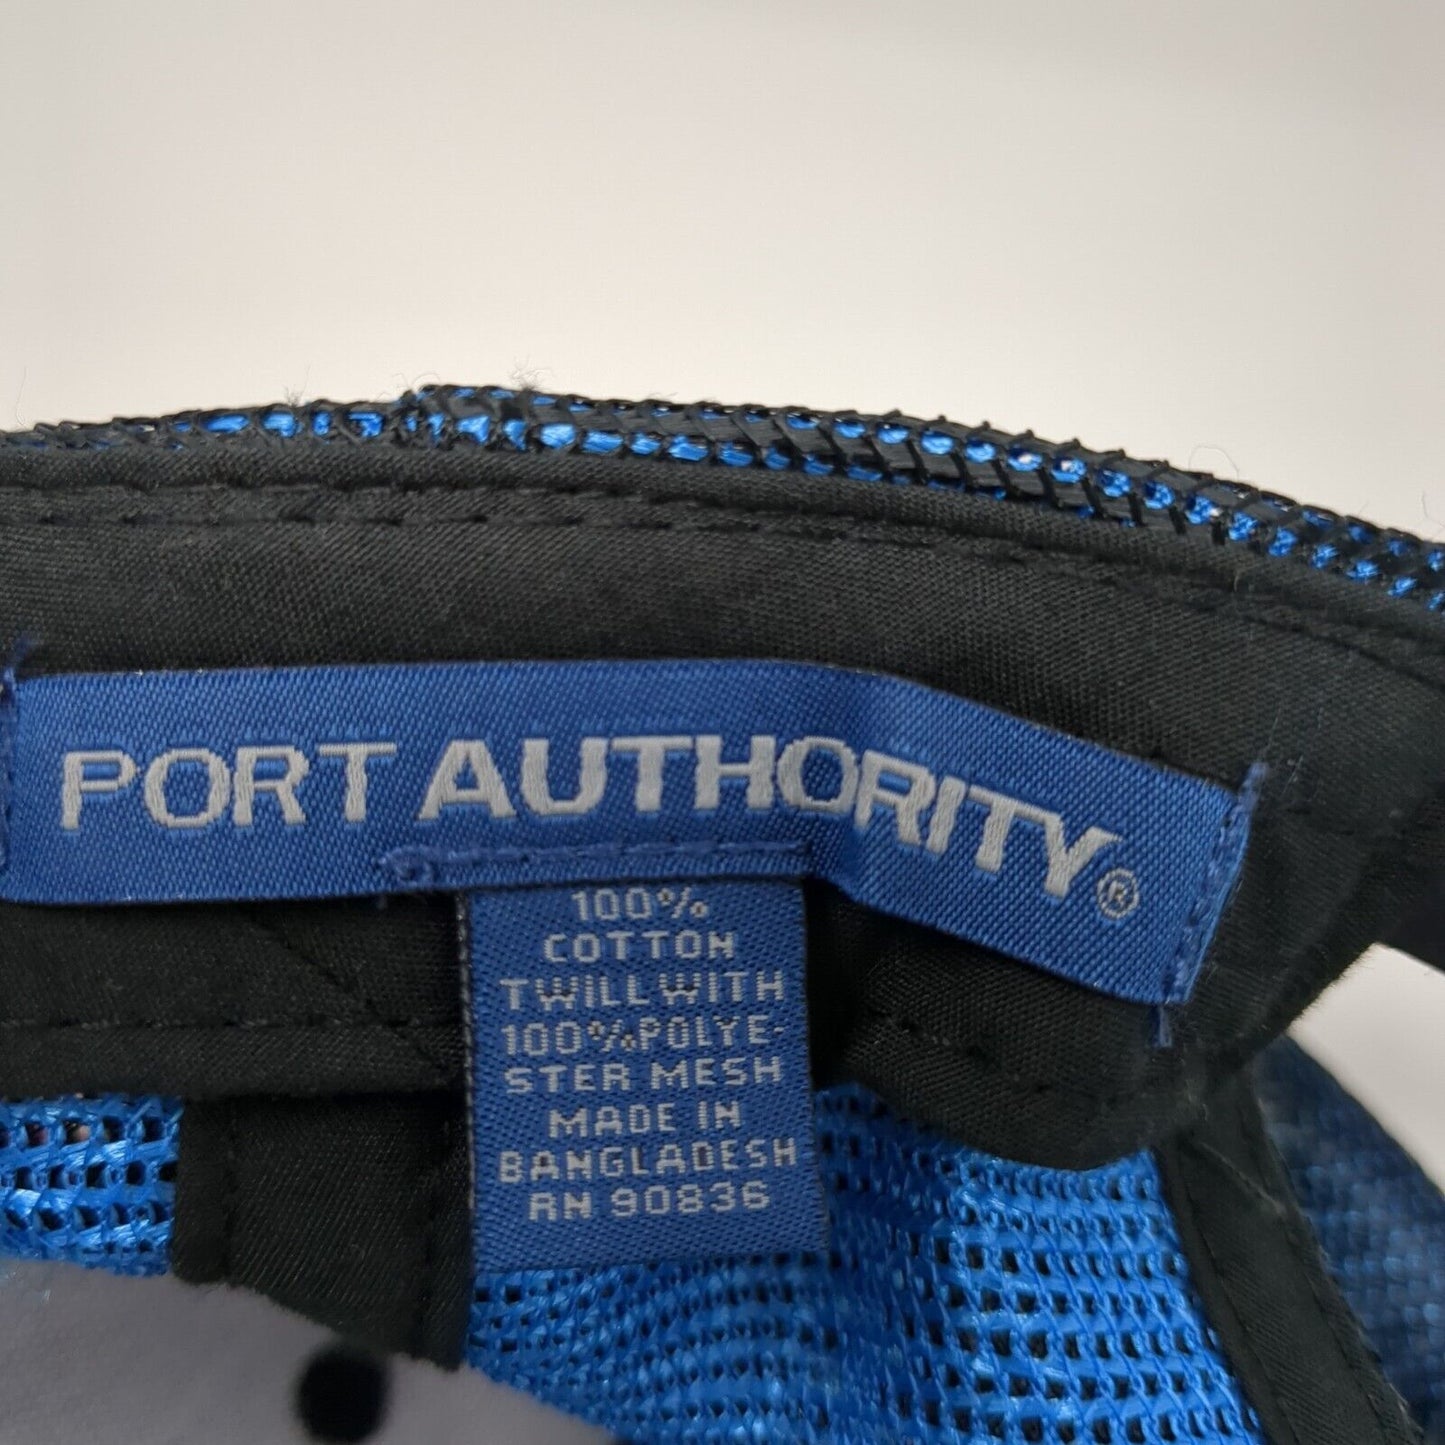 PORT AUTHORITY®
100%
COTTON
TWILL WITH
100% POLYE-
STER MESH
MADE IN
BANGLADESH
RN 90836